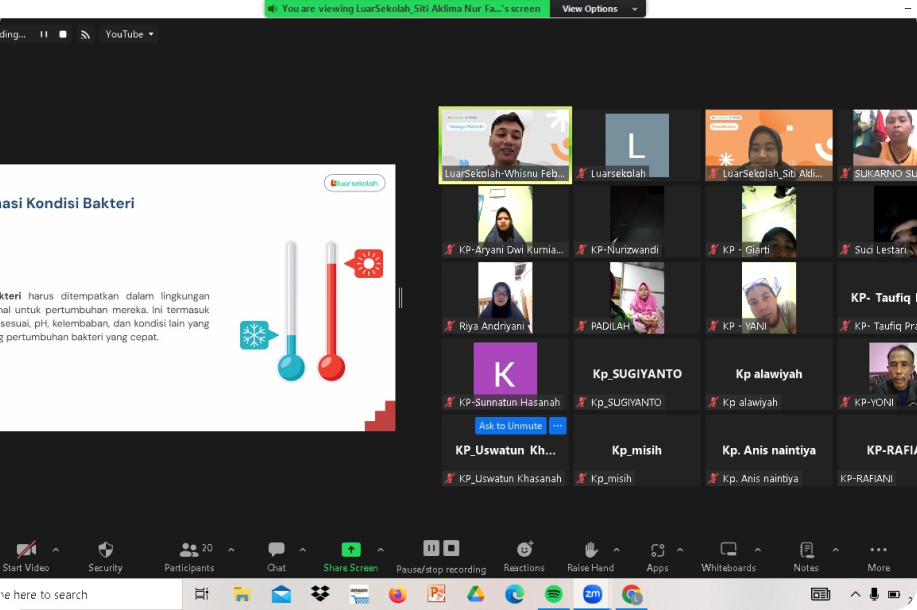 You are viewing LuarSekolah_Siti Aklima Nur Fa...'s screen
View Options
ding...
YouTube
luarsekolah
asi Kondisi Bakteri
kteri harus ditempatkan dalam lingkungan
nal untuk pertumbuhan mereka. Ini termasuk
sesuai, pH, kelembaban, dan kondisi lain yang
g pertumbuhan bakteri yang cepat.
LuarSekolah-Whisnu Feb...
L
Luarsekolah
LuarSekolah_Siti Akli...
SUKARNO SU
KP-Aryani Dwi Kurnia...
KP-Nurizwandi
KP - Giarti
Suci Lestari
Riya Andriyani
PADILAH
KP - YANI
KP- Taufiq
KP- Taufiq Pra
K
KP-Sunnatun Hasanah
Kp_SUGIYANTO
Kp_SUGIYANTO
Kp alawiyah
Kp alawiyah
KP-YONI
Ask to Unmute
...
KP_Uswatun Kh...
KP_Uswatun Khasanah
Kp_misih
Kp_misih
Kp. Anis naintiya
Kp. Anis naintiya
KP-RAFIA
KP-RAFIANI
Start Video
Security
20
Participants
Chat
Share Screen
Pause/stop recording
Reactions
Raise Hand
Apps
Whiteboards
Notes
More
e here to search
amazon
zm
L
2